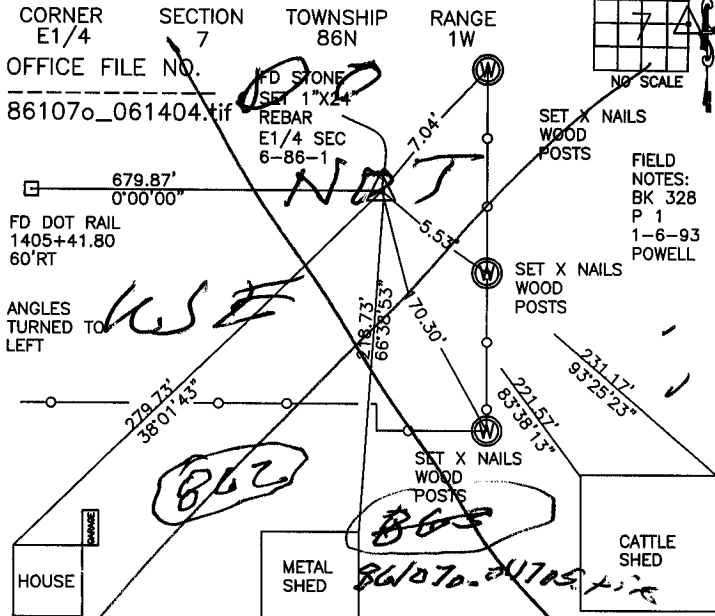 CORNER SECTION TOWNSHIP RANGE
E1/4 7 86N 1W
OFFICE FILE NO.
86107o_061404.tif
7
NO SCALE
FD STONE
SET 1"X24"
REBAR
E1/4 SEC
6-86-1
DO
NOT
USE
W
7.04'
SET X NAILS
WOOD
POSTS
FIELD
NOTES:
BK 328
P 1
1-6-93
POWELL
679.87'
0°00'00"
FD DOT RAIL
1405+41.80
60'RT
5.53'
W
SET X NAILS
WOOD
POSTS
ANGLES
TURNED TO
LEFT
218.73'
66°38'53"
70.30'
231.17'
93°25'23"
221.57'
83°38'13"
279.73'
38°01'43"
W
SET X NAILS
WOOD
POSTS
GARAGE
HOUSE
METAL
SHED
CATTLE
SHED